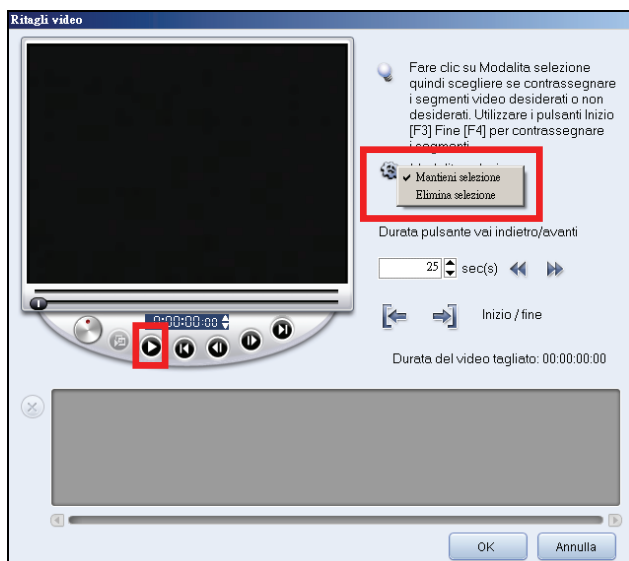 Ritagli video
Fare clic su Modalita selezione
quindi scegliere se contrassegnare
i segmenti video desiderati o non
desiderati. Utilizzare i pulsanti Inizio
[F3] Fine [F4] per contrassegnare
i segmenti
Mantieni selezione
Elimina selezione
Durata pulsante vai indietro/avanti
25 sec(s)
0:00:00:00
Inizio / fine
Durata del video tagliato: 00:00:00:00
OK Annulla